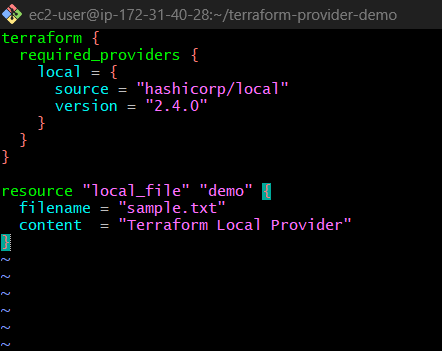 ec2-user@ip-172-31-40-28:~/terraform-provider-demo
terraform {
  required_providers {
    local = {
      source = "hashicorp/local"
      version = "2.4.0"
    }
  }
}

resource "local_file" "demo" {
  filename = "sample.txt"
  content  = "Terraform Local Provider"
}
~
~
~
~
~
~